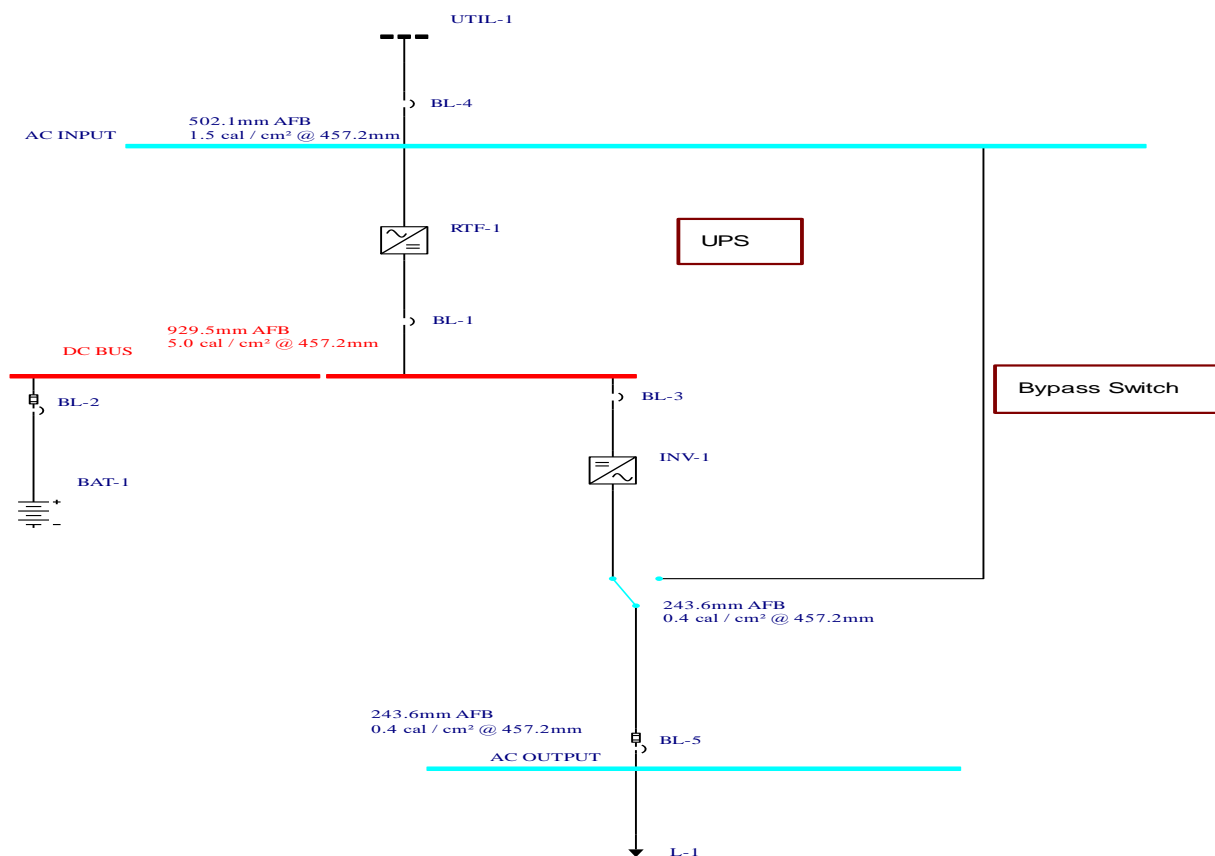 UTIL-1
BL-4
502.1mm AFB
1.5 cal / cm² @ 457.2mm
AC INPUT
RTF-1
UPS
BL-1
929.5mm AFB
5.0 cal / cm² @ 457.2mm
DC BUS
BL-2
BL-3
Bypass Switch
INV-1
BAT-1
+
−
243.6mm AFB
0.4 cal / cm² @ 457.2mm
243.6mm AFB
0.4 cal / cm² @ 457.2mm
BL-5
AC OUTPUT
L-1